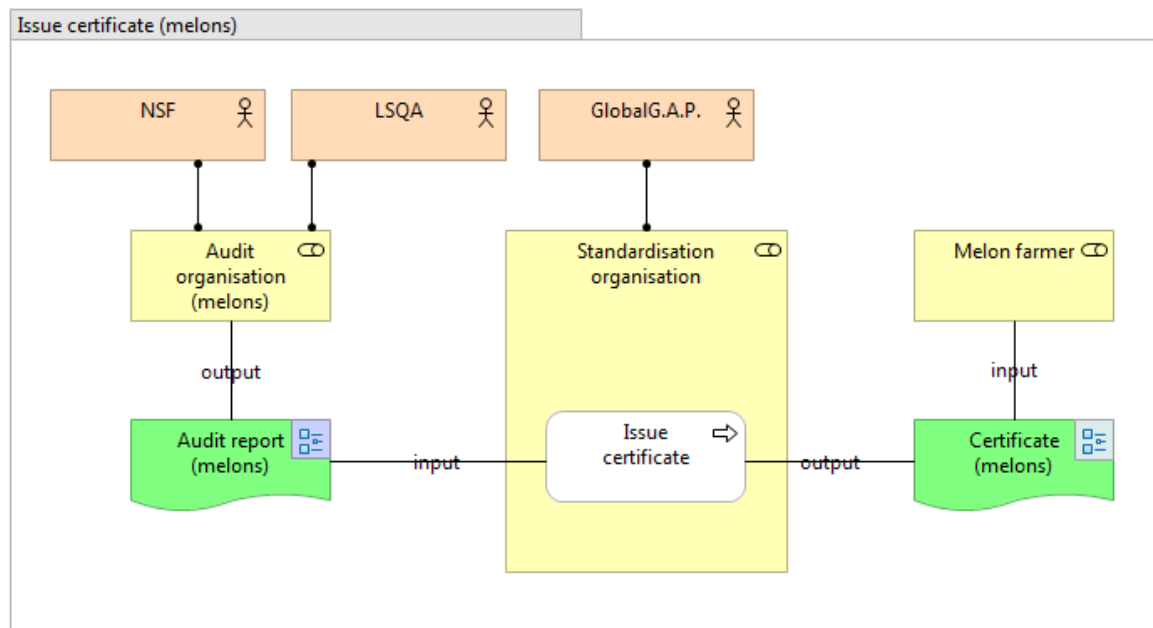 Issue certificate (melons)
NSF
LSQA
GlobalG.A.P.
Audit
organisation
(melons)
Standardisation
organisation
Melon farmer
output
input
Audit report
(melons)
input
Issue
certificate
output
Certificate
(melons)